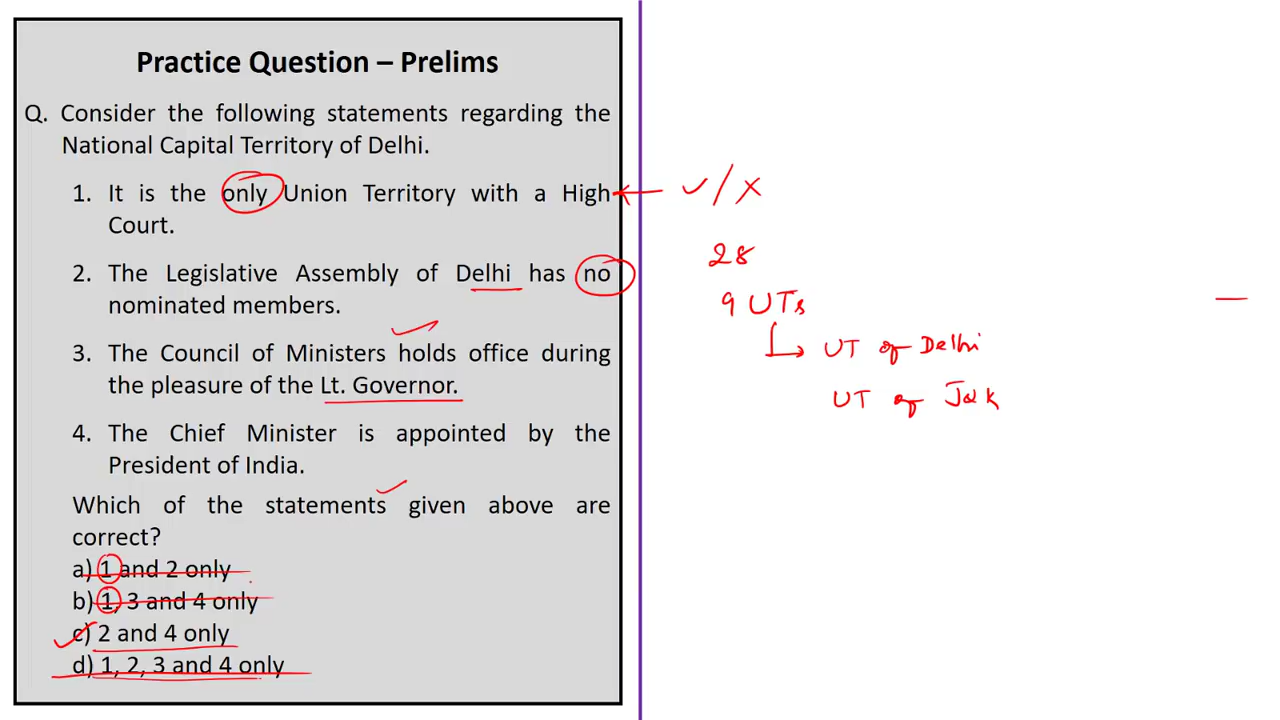 Practice Question – Prelims
Q. Consider the following statements regarding the
National Capital Territory of Delhi.
1. It is the only Union Territory with a High
Court.
2. The Legislative Assembly of Delhi has no
nominated members.
3. The Council of Ministers holds office during
the pleasure of the Lt. Governor.
4. The Chief Minister is appointed by the
President of India.
Which of the statements given above are
correct?
a) 1 and 2 only
b) 1, 3 and 4 only
c) 2 and 4 only
d) 1, 2, 3 and 4 only
✓/X
28
9 UTs
UT of Delhi
UT of J&K